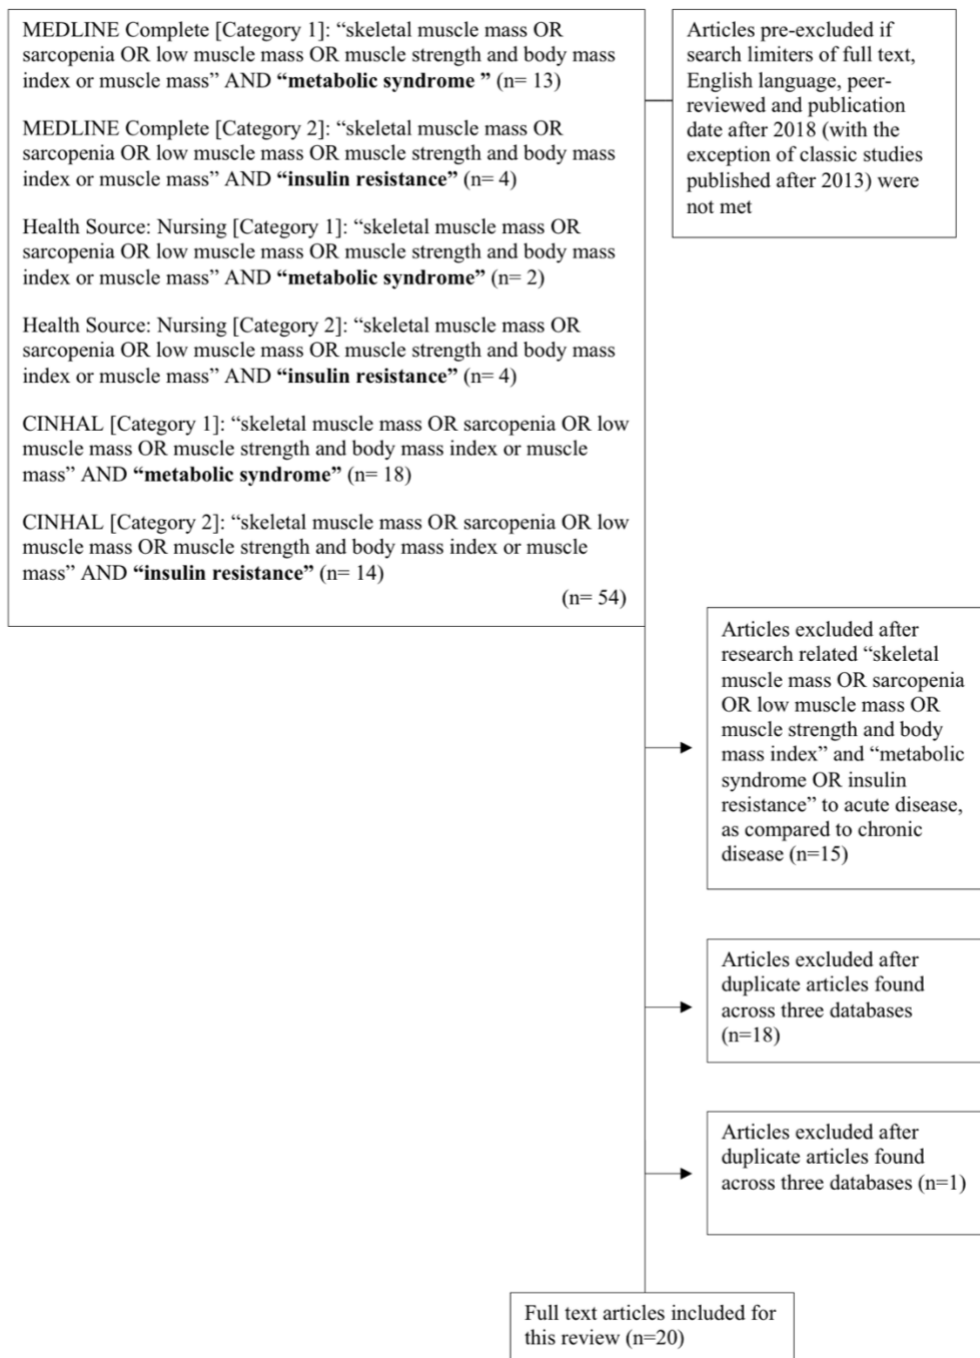 MEDLINE Complete [Category 1]: “skeletal muscle mass OR
sarcopenia OR low muscle mass OR muscle strength and body mass
index or muscle mass” AND “metabolic syndrome ” (n= 13)
MEDLINE Complete [Category 2]: “skeletal muscle mass OR
sarcopenia OR low muscle mass OR muscle strength and body mass
index or muscle mass” AND “insulin resistance” (n= 4)
Health Source: Nursing [Category 1]: “skeletal muscle mass OR
sarcopenia OR low muscle mass OR muscle strength and body mass
index or muscle mass” AND “metabolic syndrome” (n= 2)
Health Source: Nursing [Category 2]: “skeletal muscle mass OR
sarcopenia OR low muscle mass OR muscle strength and body mass
index or muscle mass” AND “insulin resistance” (n= 4)
CINHAL [Category 1]: “skeletal muscle mass OR sarcopenia OR low
muscle mass OR muscle strength and body mass index or muscle
mass” AND “metabolic syndrome” (n= 18)
CINHAL [Category 2]: “skeletal muscle mass OR sarcopenia OR low
muscle mass OR muscle strength and body mass index or muscle
mass” AND “insulin resistance” (n= 14)
(n= 54)
Articles pre-excluded if
search limiters of full text,
English language, peer-
reviewed and publication
date after 2018 (with the
exception of classic studies
published after 2013) were
not met
Articles excluded after
research related “skeletal
muscle mass OR sarcopenia
OR low muscle mass OR
muscle strength and body
mass index” and “metabolic
syndrome OR insulin
resistance” to acute disease,
as compared to chronic
disease (n=15)
Articles excluded after
duplicate articles found
across three databases
(n=18)
Articles excluded after
duplicate articles found
across three databases (n=1)
Full text articles included for
this review (n=20)